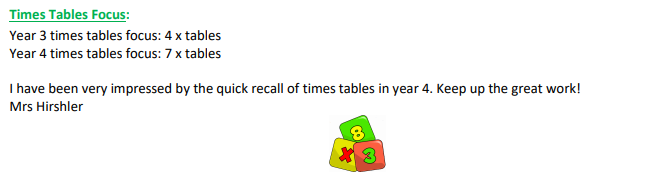 Times Tables Focus:
Year 3 times tables focus: 4 x tables
Year 4 times tables focus: 7 x tables
I have been very impressed by the quick recall of times tables in year 4. Keep up the great work!
Mrs Hirshler
8
x 3